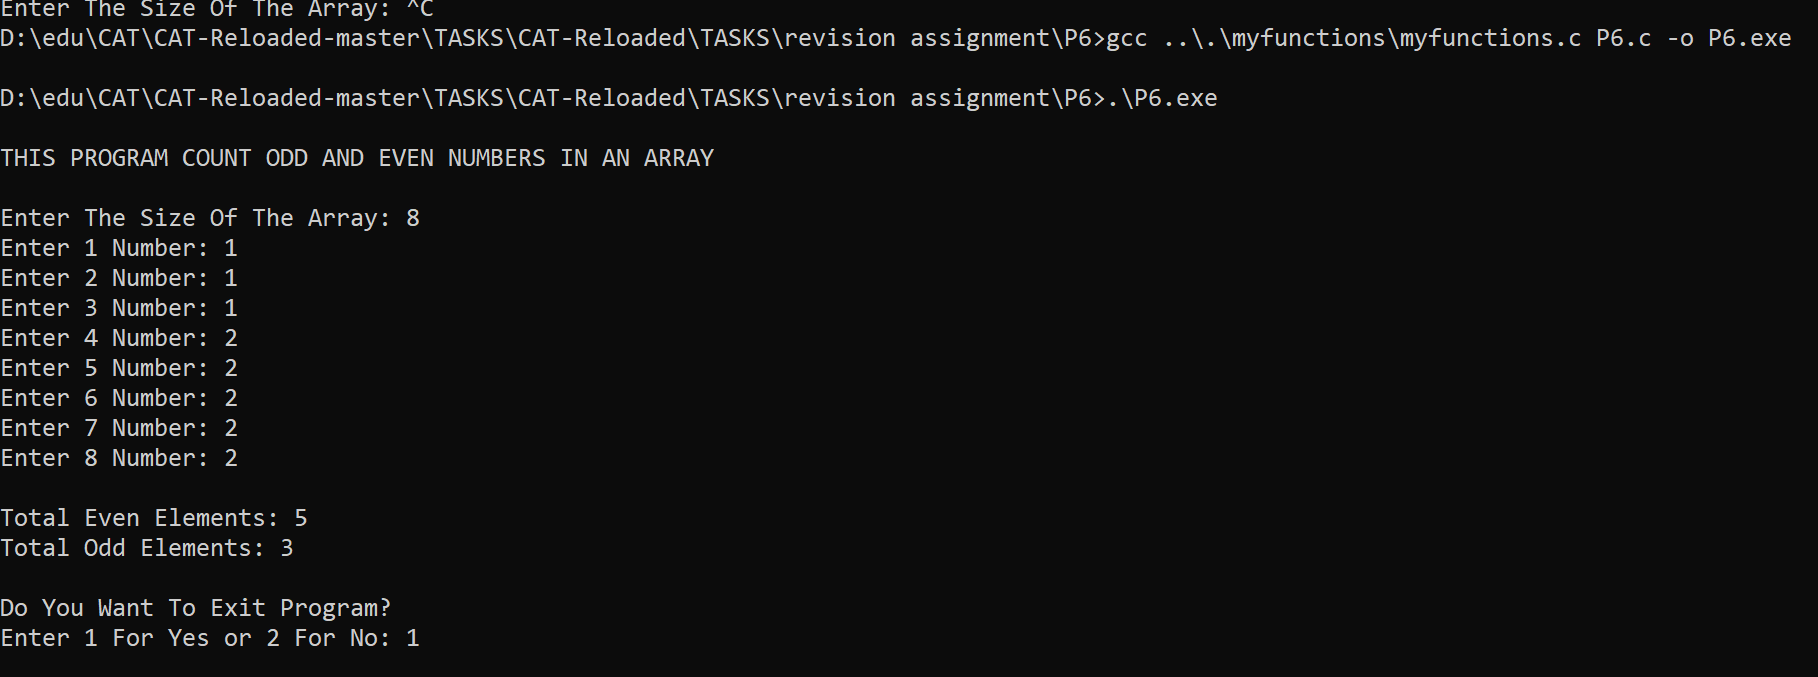 Enter The Size Of The Array: ^C
D:\edu\CAT\CAT-Reloaded-master\TASKS\CAT-Reloaded\TASKS\revision assignment\P6>gcc ..\.\myfunctions\myfunctions.c P6.c -o P6.exe
D:\edu\CAT\CAT-Reloaded-master\TASKS\CAT-Reloaded\TASKS\revision assignment\P6>.\P6.exe
THIS PROGRAM COUNT ODD AND EVEN NUMBERS IN AN ARRAY
Enter The Size Of The Array: 8
Enter 1 Number: 1
Enter 2 Number: 1
Enter 3 Number: 1
Enter 4 Number: 2
Enter 5 Number: 2
Enter 6 Number: 2
Enter 7 Number: 2
Enter 8 Number: 2
Total Even Elements: 5
Total Odd Elements: 3
Do You Want To Exit Program?
Enter 1 For Yes or 2 For No: 1